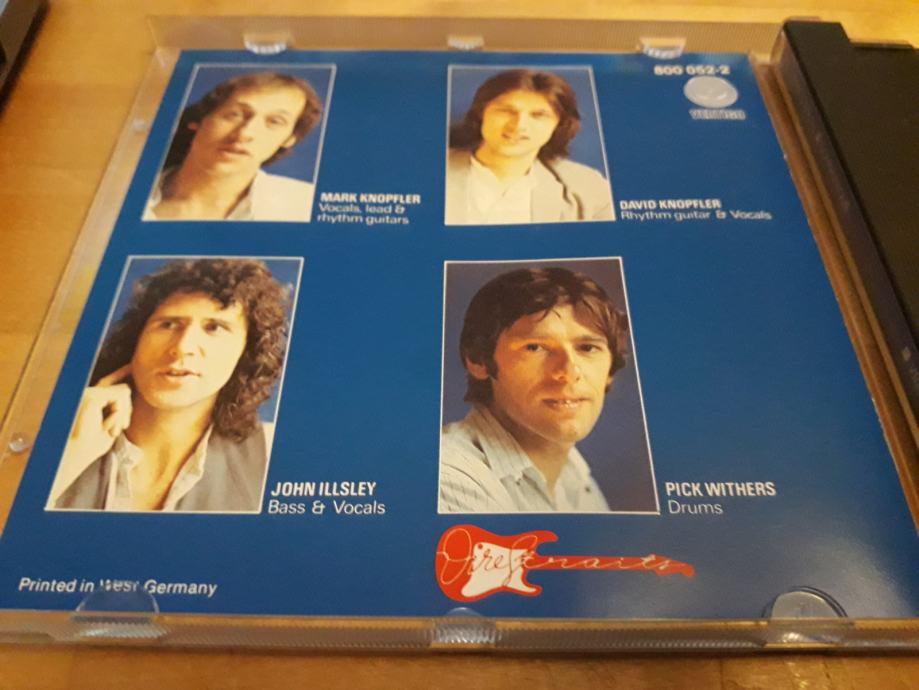 800 052-2
VERTIGO
MARK KNOPFLER
Vocals, lead &
rhythm guitars
DAVID KNOPFLER
Rhythm guitar & Vocals
JOHN ILLSLEY
Bass & Vocals
PICK WITHERS
Drums
Dire Straits
Printed in West Germany